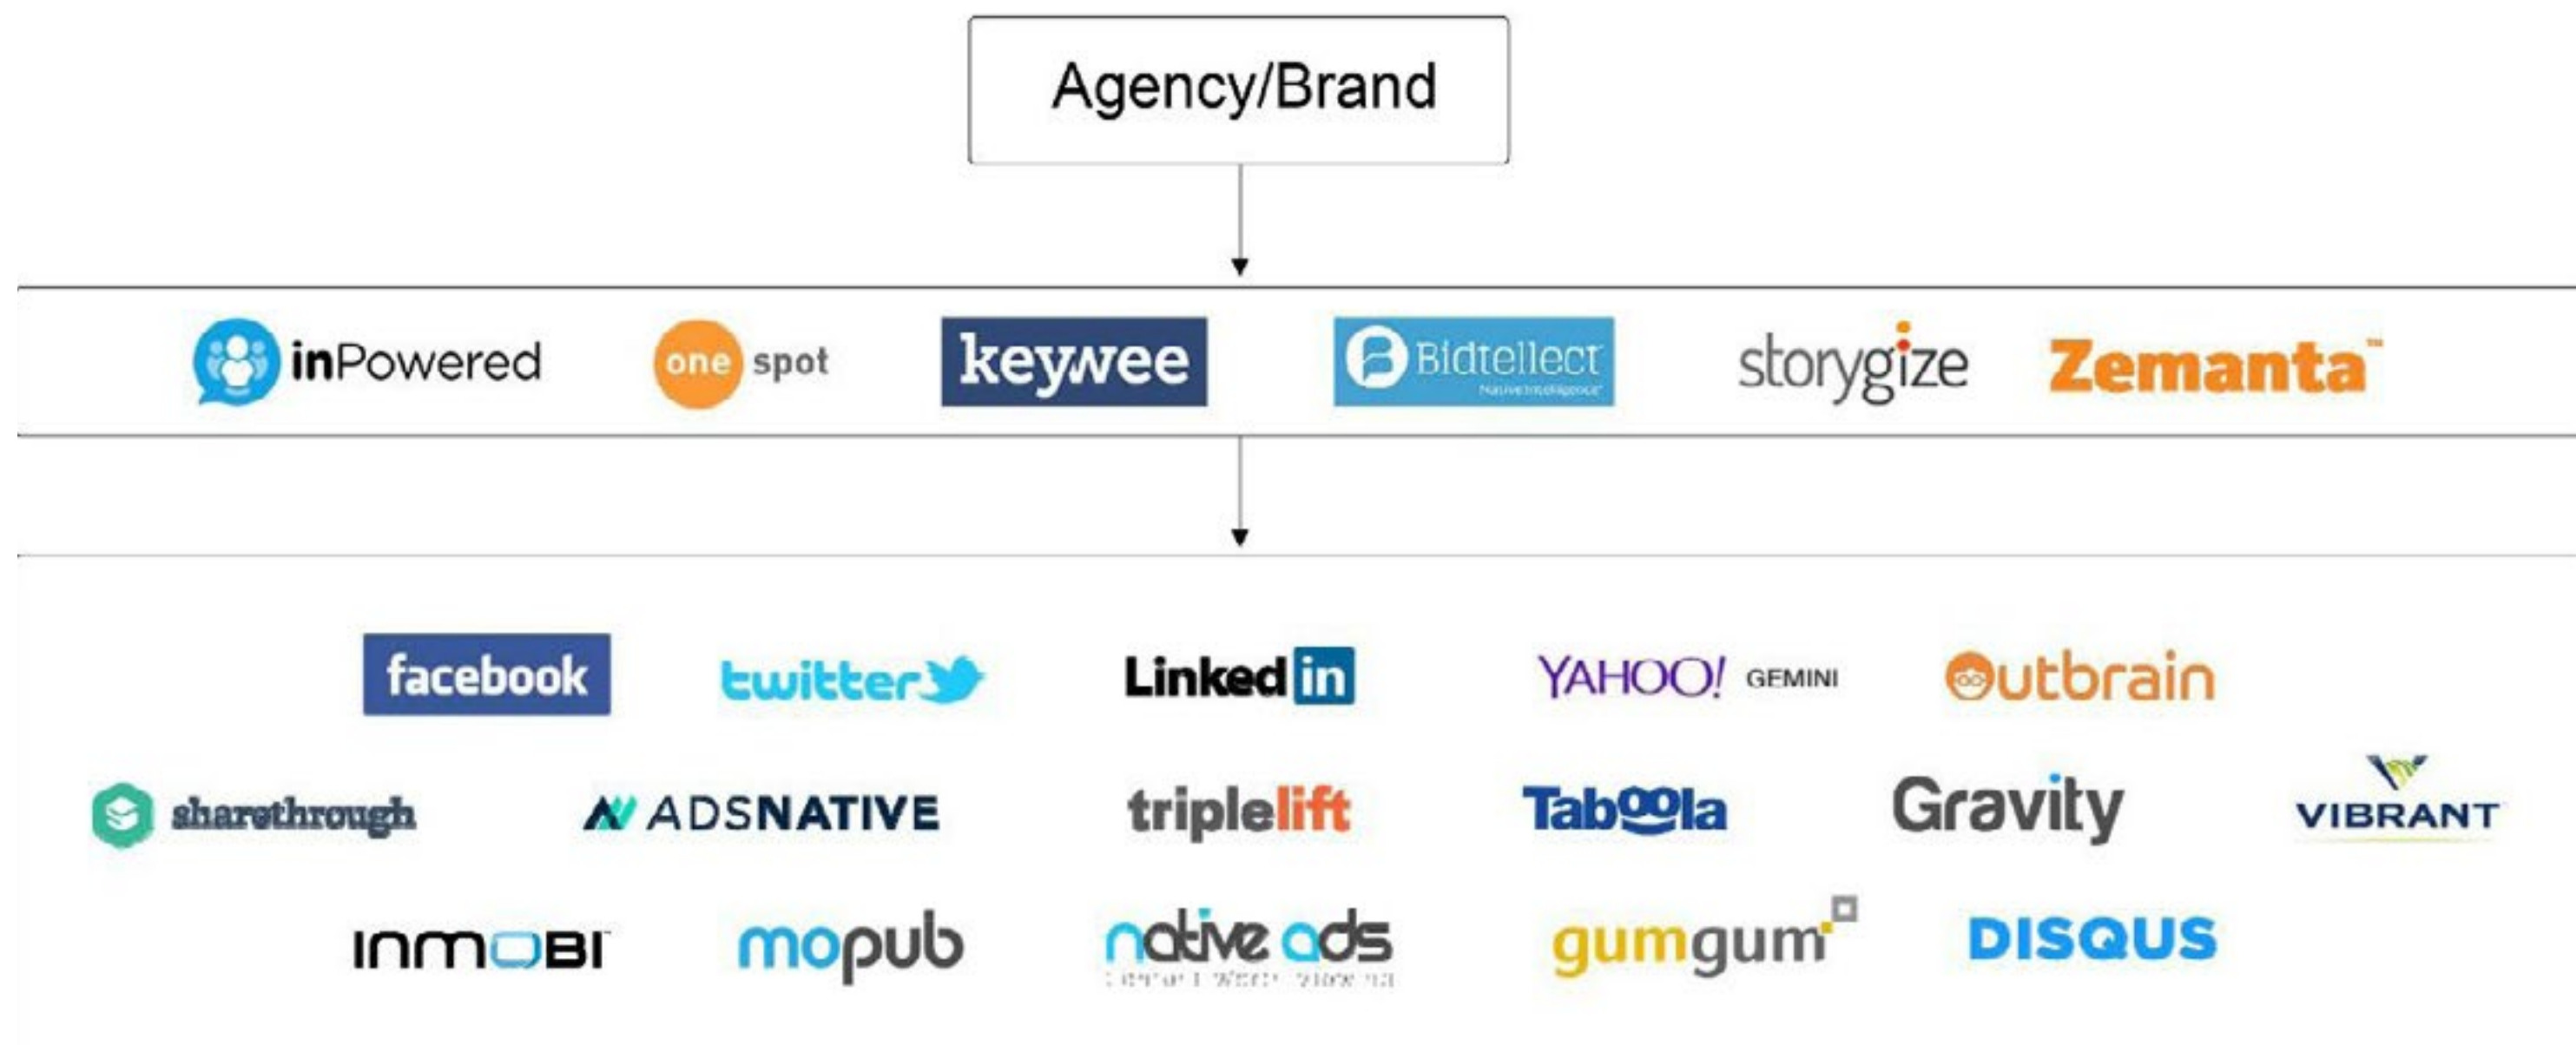 Agency/Brand
inPowered one spot keywee Bidtellect storygize Zemanta™
facebook twitter Linked in YAHOO! GEMINI Outbrain
sharethrough ADSNATIVE triplelift Taboola Gravity VIBRANT
INMOBI mopub native ads gumgum DISQUS